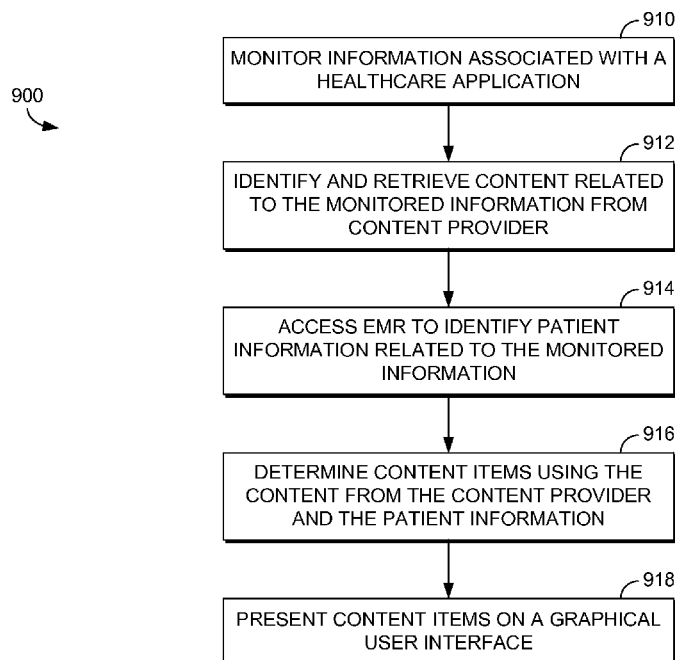 910
MONITOR INFORMATION ASSOCIATED WITH A
HEALTHCARE APPLICATION
900
912
IDENTIFY AND RETRIEVE CONTENT RELATED
TO THE MONITORED INFORMATION FROM
CONTENT PROVIDER
914
ACCESS EMR TO IDENTIFY PATIENT
INFORMATION RELATED TO THE MONITORED
INFORMATION
916
DETERMINE CONTENT ITEMS USING THE
CONTENT FROM THE CONTENT PROVIDER
AND THE PATIENT INFORMATION
918
PRESENT CONTENT ITEMS ON A GRAPHICAL
USER INTERFACE